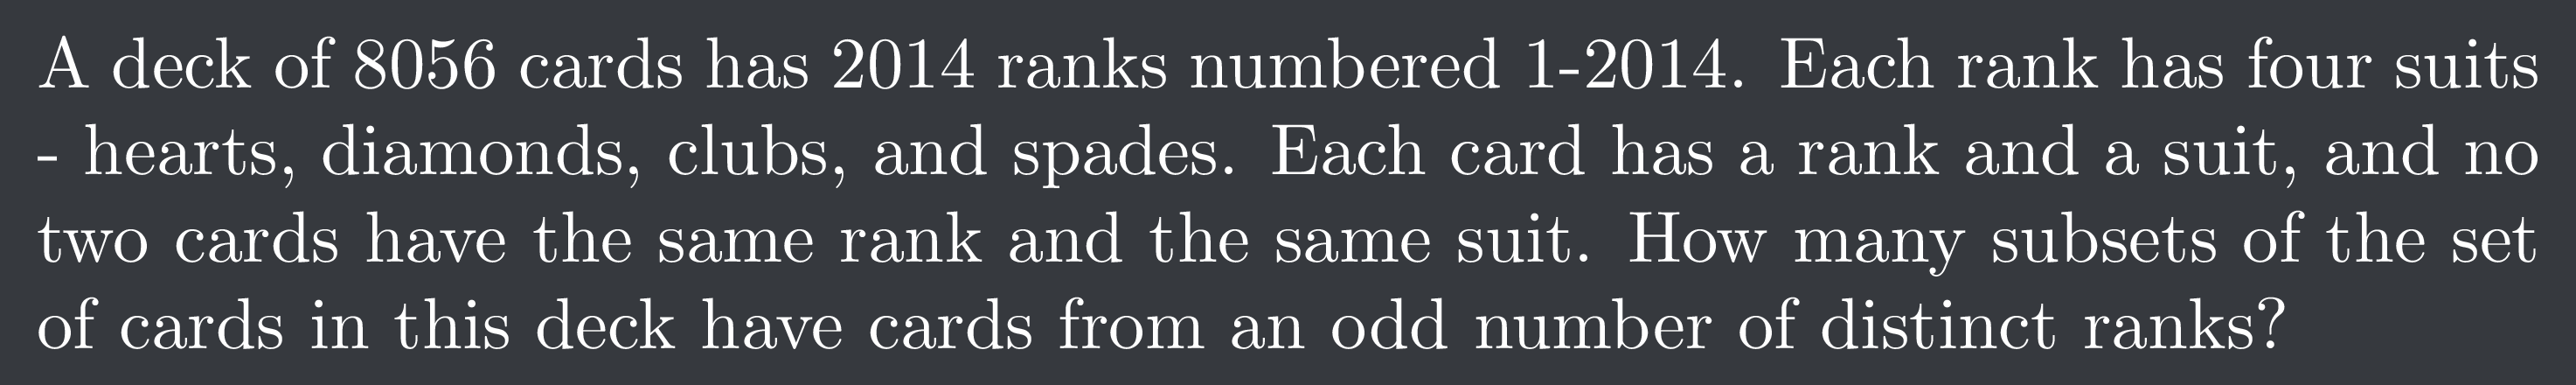 A deck of 8056 cards has 2014 ranks numbered 1-2014. Each rank has four suits
- hearts, diamonds, clubs, and spades. Each card has a rank and a suit, and no
two cards have the same rank and the same suit. How many subsets of the set
of cards in this deck have cards from an odd number of distinct ranks?